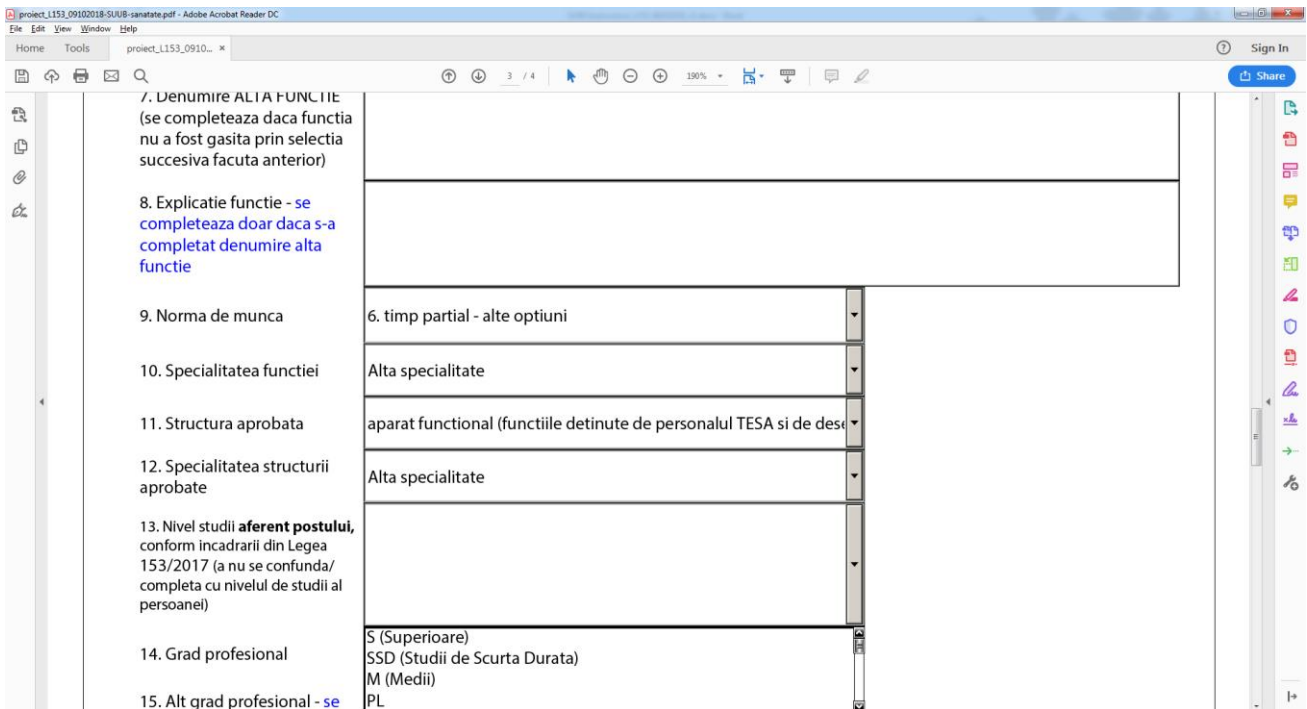 proiect_L153_09102018-SUUB-sanatate.pdf - Adobe Acrobat Reader DC
File Edit View Window Help
Home Tools proiect_L153_0910... × ? Sign In
3 / 4 190% Share
7. Denumire ALTA FUNCTIE
(se completeaza daca functia
nu a fost gasita prin selectia
succesiva facuta anterior)
8. Explicatie functie - se
completeaza doar daca s-a
completat denumire alta
functie
9. Norma de munca 6. timp partial - alte optiuni
10. Specialitatea functiei Alta specialitate
11. Structura aprobata aparat functional (functiile detinute de personalul TESA si de dese
12. Specialitatea structurii
aprobate
Alta specialitate
13. Nivel studii aferent postului,
conform incadrarii din Legea
153/2017 (a nu se confunda/
completa cu nivelul de studii al
persoanei)
S (Superioare)
14. Grad profesional
SSD (Studii de Scurta Durata)
M (Medii)
15. Alt grad profesional - se
PL